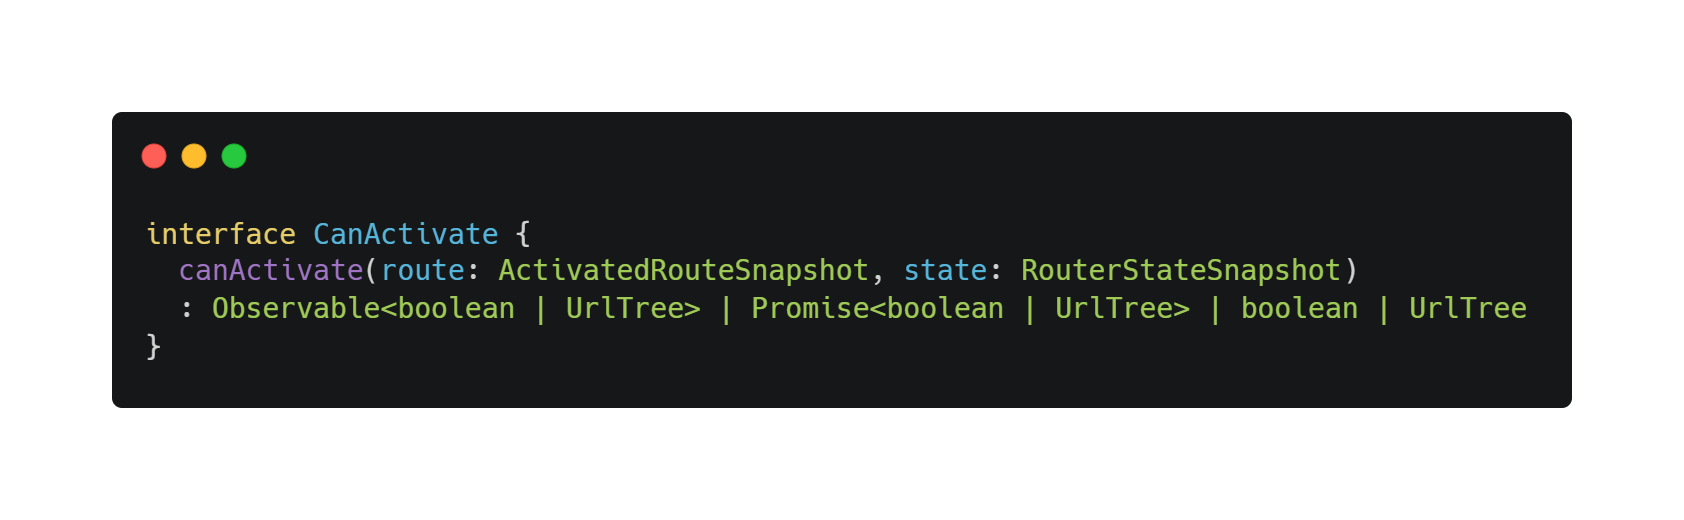 interface CanActivate {
  canActivate(route: ActivatedRouteSnapshot, state: RouterStateSnapshot)
  : Observable<boolean | UrlTree> | Promise<boolean | UrlTree> | boolean | UrlTree
}